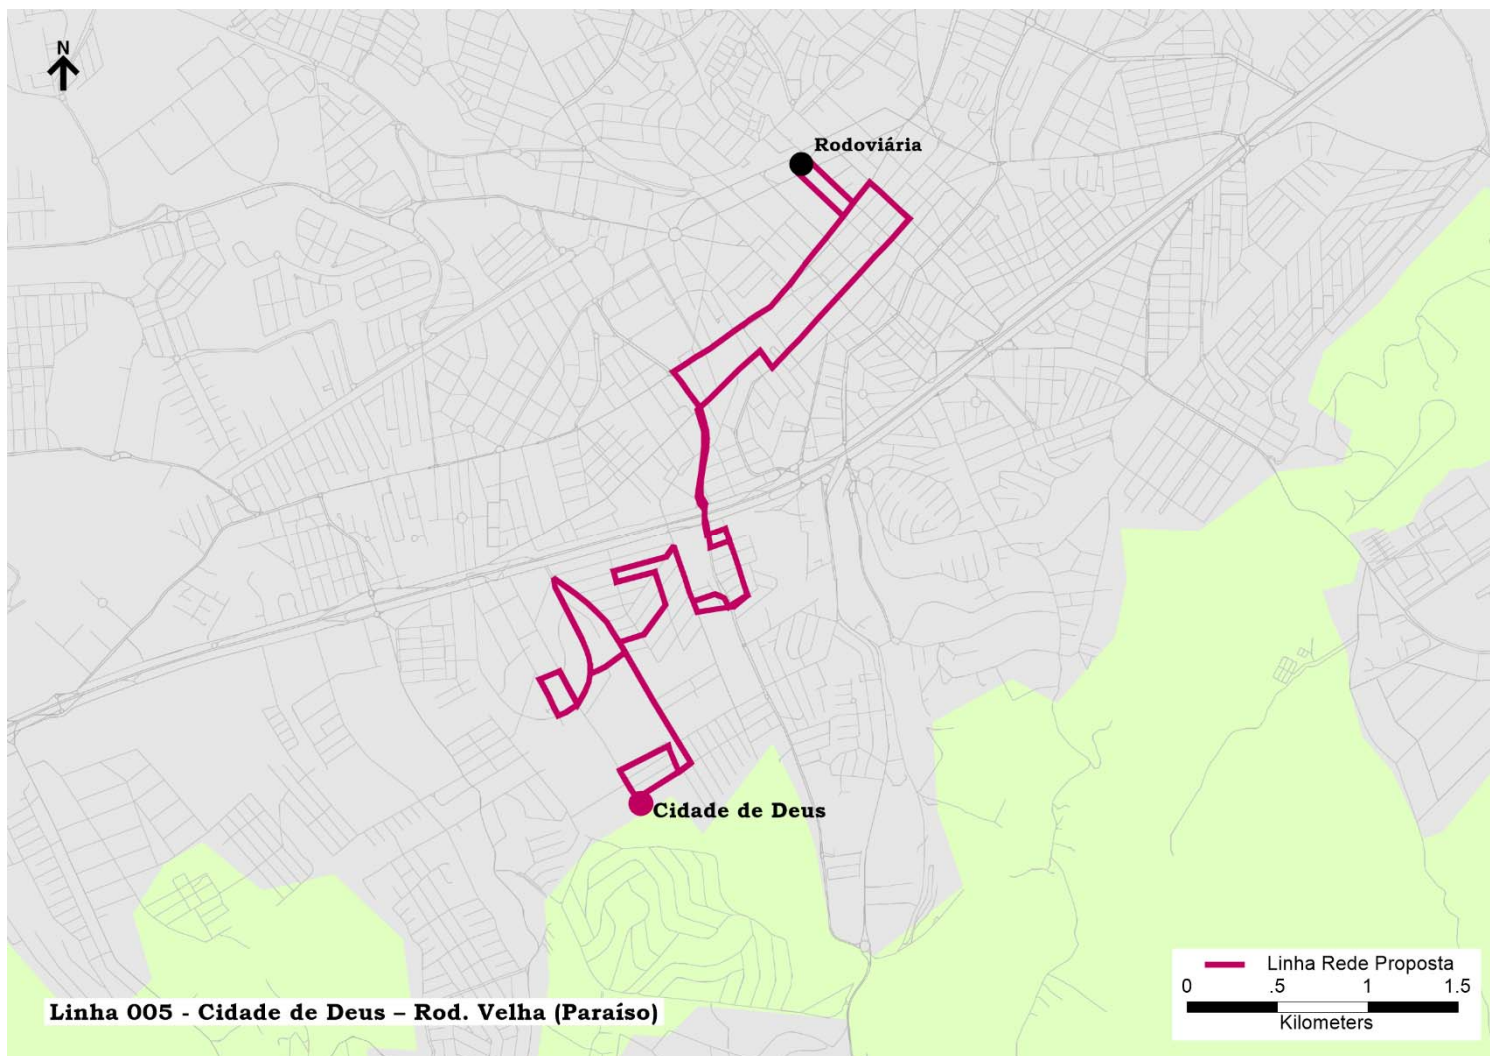 N
Rodoviária
Cidade de Deus
Linha Rede Proposta
0 .5 1 1.5
Kilometers
Linha 005 - Cidade de Deus – Rod. Velha (Paraíso)